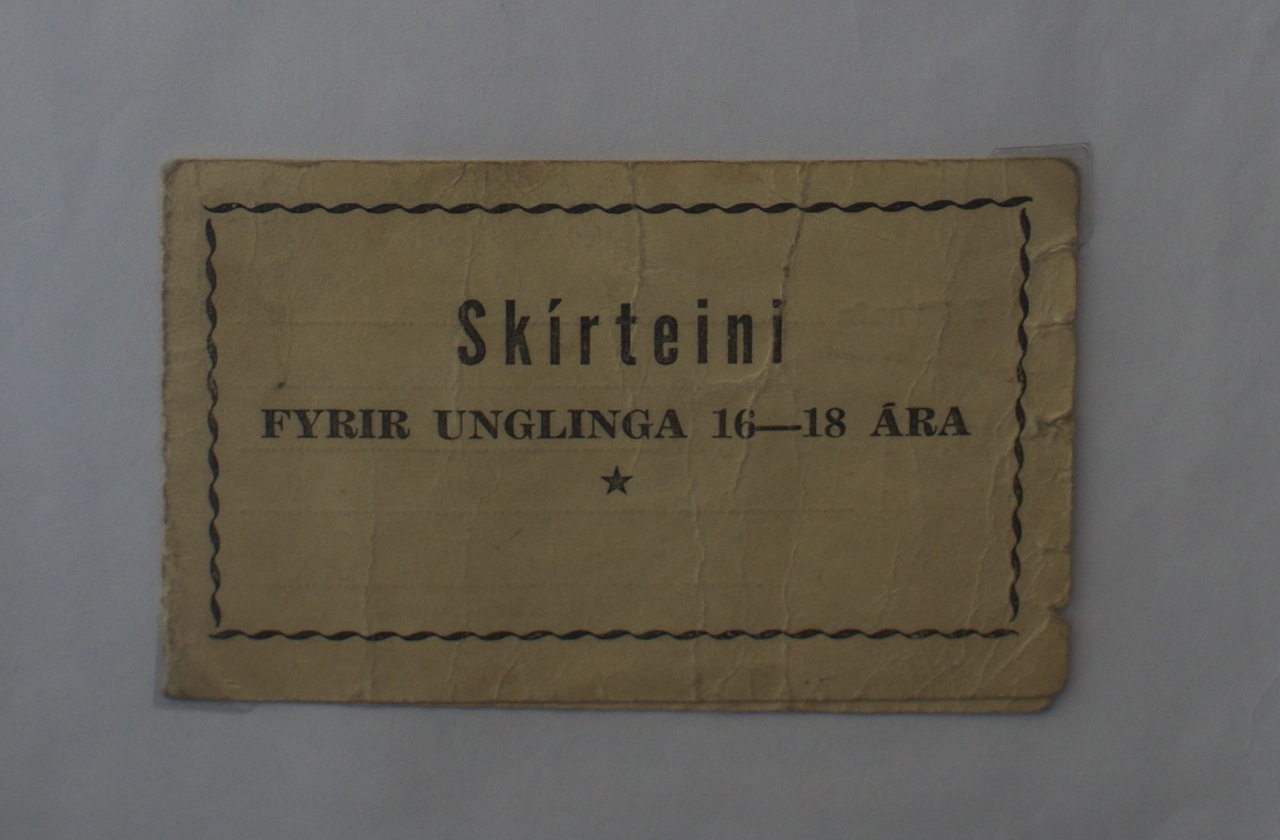 Skírteini
FYRIR UNGLINGA 16—18 ÁRA